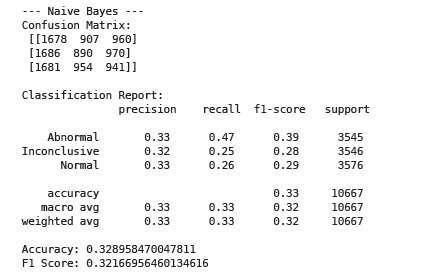 --- Naive Bayes ---
Confusion Matrix:
[[1678 907 960]
[1686 890 970]
[1681 954 941]]
Classification Report:
precision recall f1-score support
Abnormal 0.33 0.47 0.39 3545
Inconclusive 0.32 0.25 0.28 3546
Normal 0.33 0.26 0.29 3576
accuracy 0.33 10667
macro avg 0.33 0.33 0.32 10667
weighted avg 0.33 0.33 0.32 10667
Accuracy: 0.328958470047811
F1 Score: 0.32166956460134616